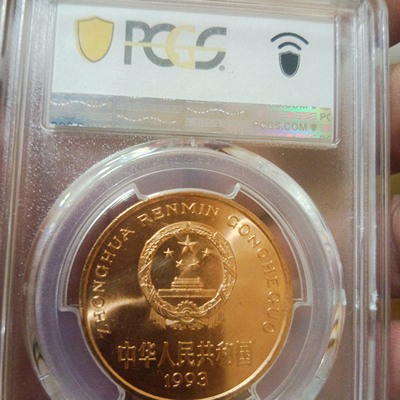 PCGS
PCGS.COM
ZHONGHUA RENMIN GONGHEGUO
中华人民共和国
1993